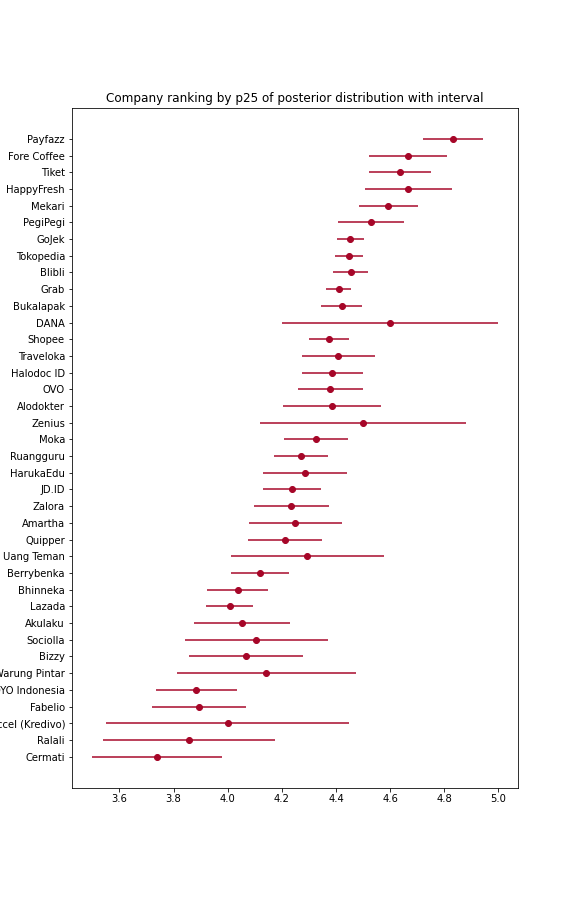 Company ranking by p25 of posterior distribution with interval
Payfazz
Fore Coffee
Tiket
HappyFresh
Mekari
PegiPegi
GoJek
Tokopedia
Blibli
Grab
Bukalapak
DANA
Shopee
Traveloka
Halodoc ID
OVO
Alodokter
Zenius
Moka
Ruangguru
HarukaEdu
JD.ID
Zalora
Amartha
Quipper
Uang Teman
Berrybenka
Bhinneka
Lazada
Akulaku
Sociolla
Bizzy
Warung Pintar
YO Indonesia
Fabelio
ccel (Kredivo)
Ralali
Cermati
3.6 3.8 4.0 4.2 4.4 4.6 4.8 5.0